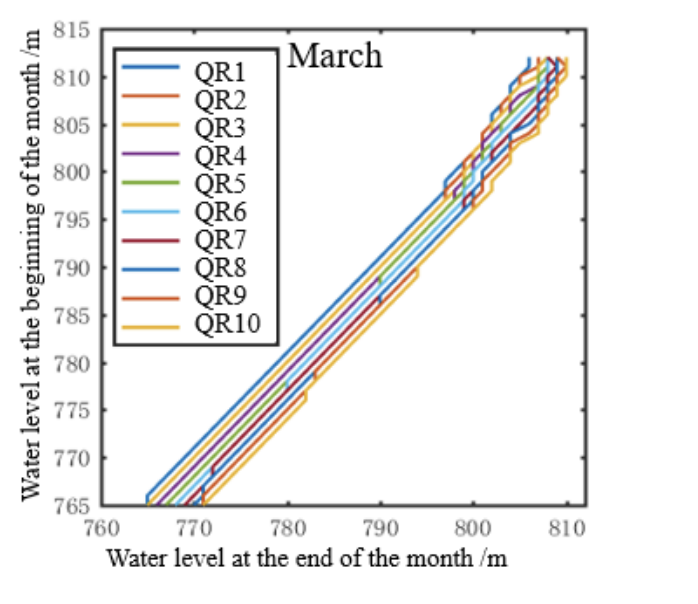 815
810
805
800
795
790
785
780
775
770
765
760 770 780 790 800 810
Water level at the beginning of the month /m
Water level at the end of the month /m
March
QR1
QR2
QR3
QR4
QR5
QR6
QR7
QR8
QR9
QR10